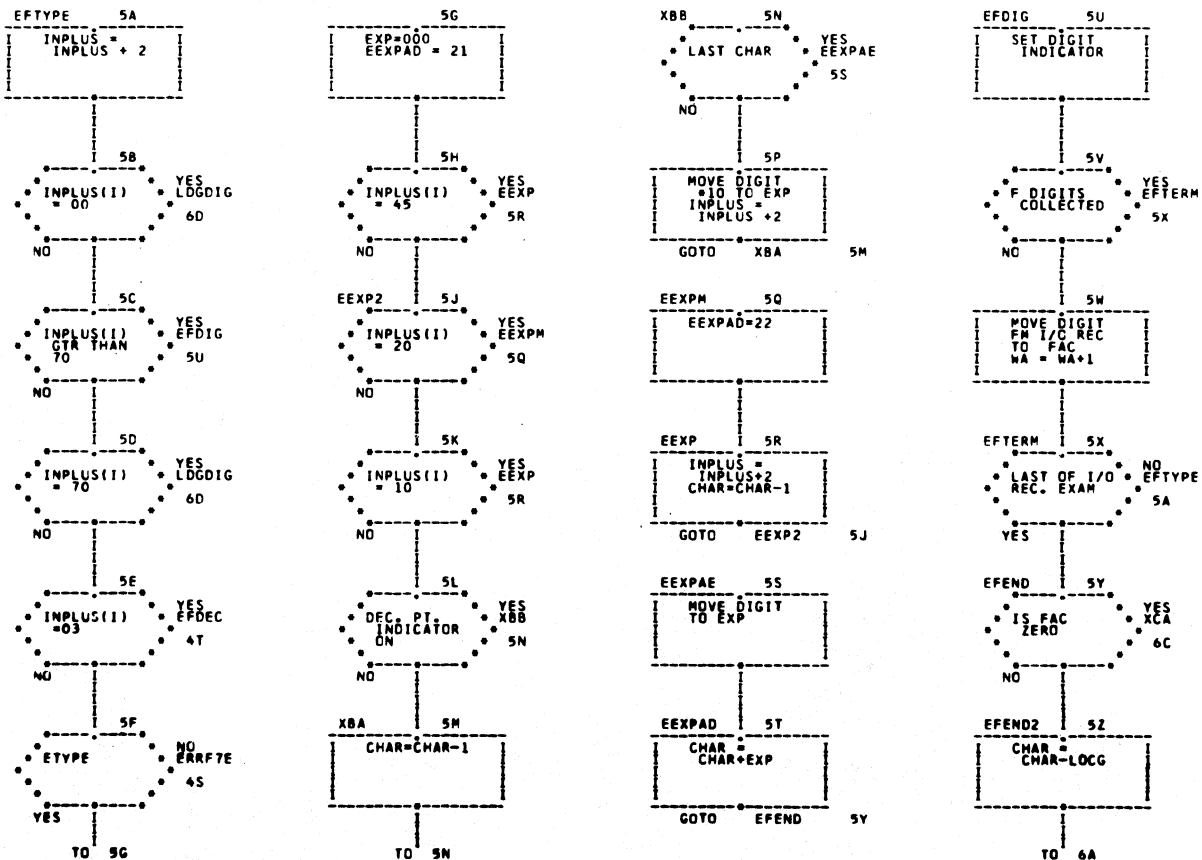 EFTYPE 5A
INPLUS =
INPLUS + 2
5B
INPLUS(I)
= 00
YES
LDGDIG
6D
NO
5C
INPLUS(I)
GTR THAN
70
YES
EFDIG
5U
NO
5D
INPLUS(I)
= 70
YES
LDGDIG
6D
NO
5E
INPLUS(I)
=03
YES
EFDEC
4T
NO
5F
ETYPE
NO
ERRF7E
4S
YES
TO 5G
5G
EXP=000
EEXPAD = 21
5H
INPLUS(I)
= 45
YES
EEXP
5R
NO
EEXP2 5J
INPLUS(I)
= 20
YES
EEXPM
5Q
NO
5K
INPLUS(I)
= 10
YES
EEXP
5R
NO
5L
DEC. PT.
INDICATOR
ON
YES
XBB
5N
NO
XBA 5M
CHAR=CHAR-1
TO 5N
XBB 5N
LAST CHAR
YES
EEXPAE
5S
NO
5P
MOVE DIGIT
*10 TO EXP
INPLUS =
INPLUS +2
GOTO XBA 5M
EEXPM 5Q
EEXPAD=22
EEXP 5R
INPLUS =
INPLUS+2
CHAR=CHAR-1
GOTO EEXP2 5J
EEXPAE 5S
MOVE DIGIT
TO EXP
EEXPAD 5T
CHAR =
CHAR+EXP
GOTO EFEND 5Y
EFDIG 5U
SET DIGIT
INDICATOR
5V
F DIGITS
COLLECTED
YES
EFTERM
5X
NO
5W
MOVE DIGIT
FM I/O REC
TO FAC
WA = WA+1
EFTERM 5X
LAST OF I/O
REC. EXAM
NO
EFTYPE
5A
YES
EFEND 5Y
IS FAC
ZERO
YES
XCA
6C
NO
EFEND2 5Z
CHAR =
CHAR-LOCG
TO 6A